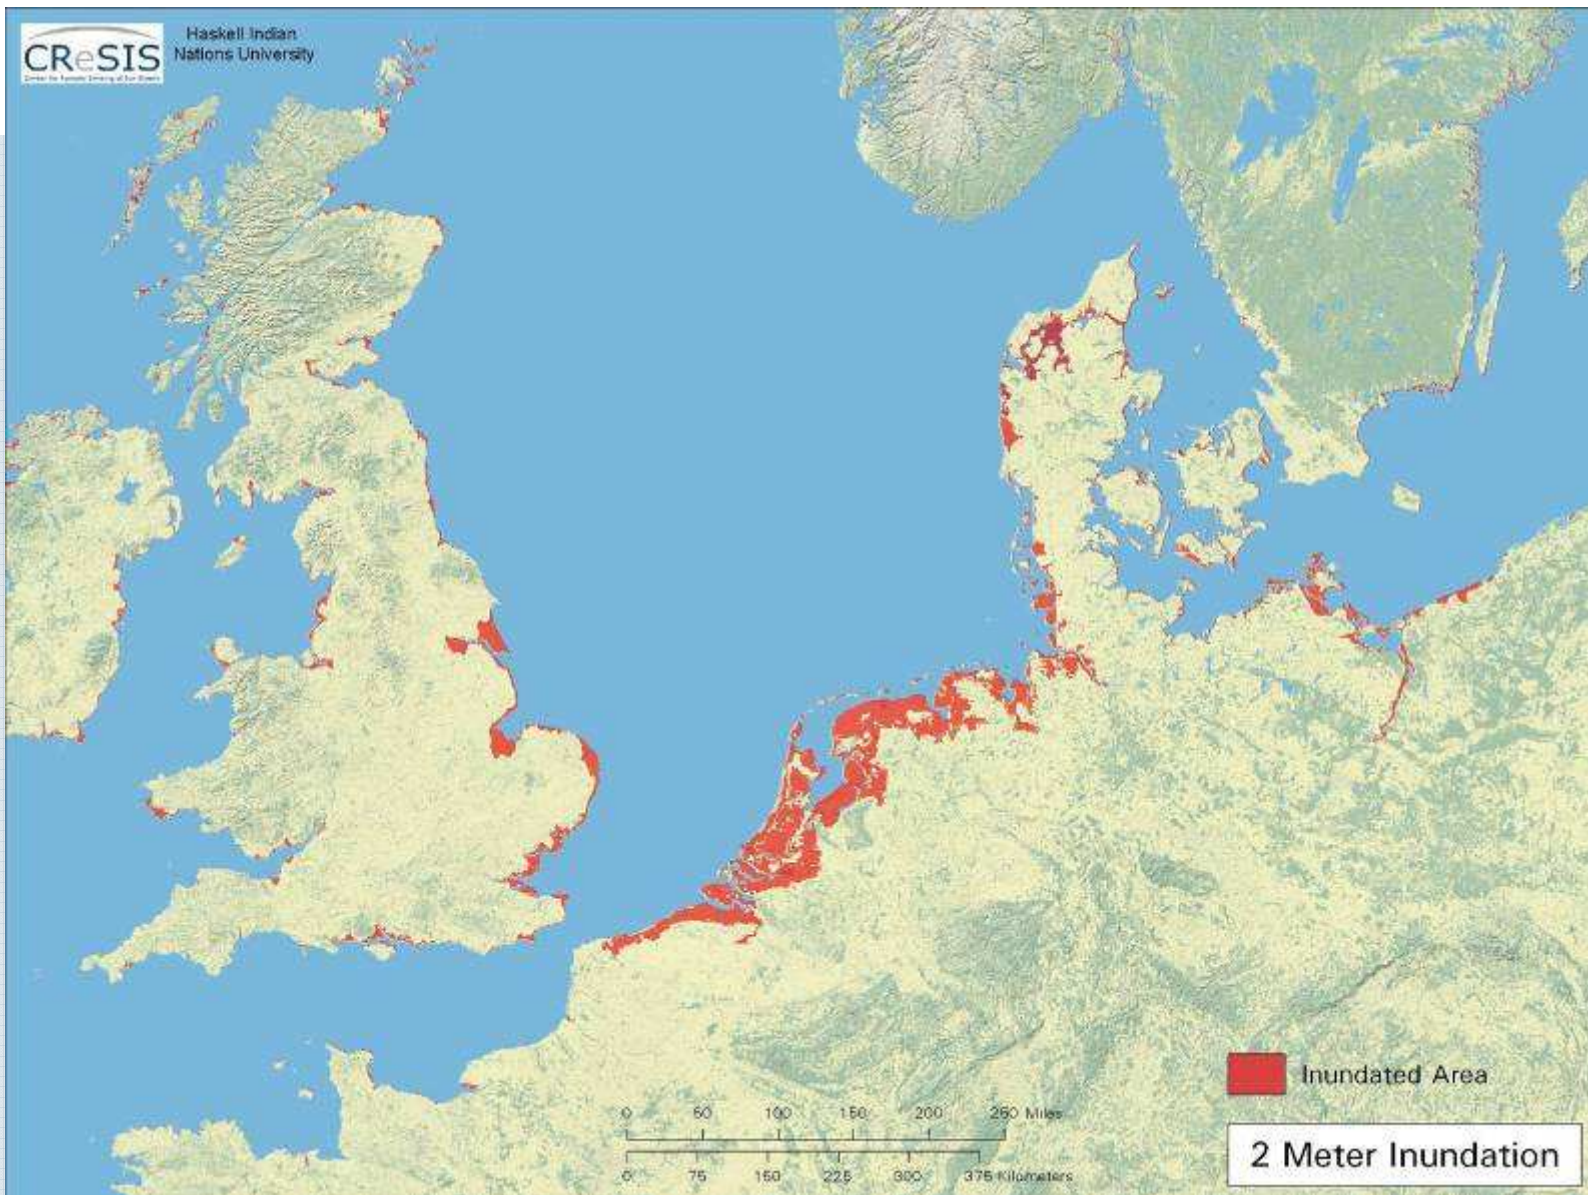 CReSIS
Haskell Indian
Nations University
Inundated Area
0 50 100 150 200 250 Miles
0 75 150 225 300 375 Kilometers
2 Meter Inundation